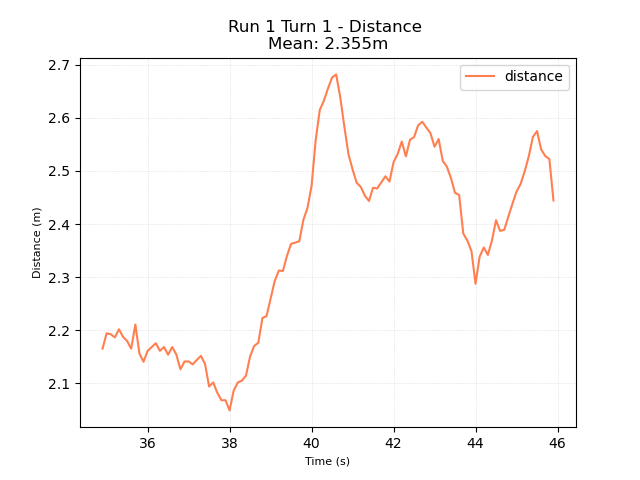 Run 1 Turn 1 - Distance
Mean: 2.355m
distance
Distance (m)
2.7
2.6
2.5
2.4
2.3
2.2
2.1
36 38 40 42 44 46
Time (s)